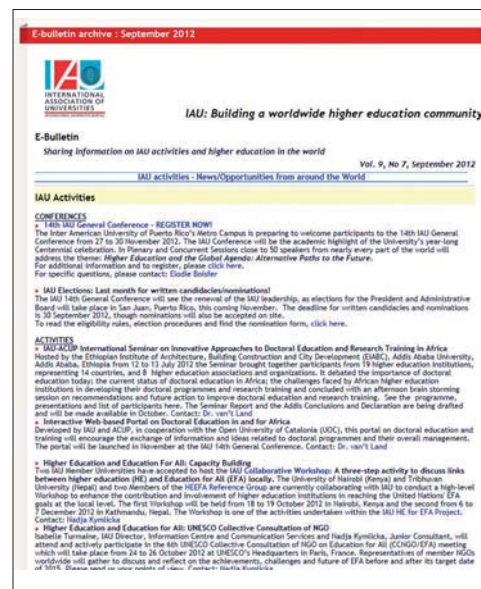 E-bulletin archive : September 2012
IAU
INTERNATIONAL
ASSOCIATION OF
UNIVERSITIES
IAU: Building a worldwide higher education community
E-Bulletin
Sharing information on IAU activities and higher education in the world
Vol. 9, No 7, September 2012
IAU activities - News/Opportunities from around the World
IAU Activities
CONFERENCES
14th IAU General Conference - REGISTER NOW!
The Inter American University of Puerto Rico's Metro Campus is preparing to welcome participants to the 14th IAU General
Conference from 27 to 30 November 2012. The IAU Conference will be the academic highlight of the University's year-long
Centennial celebration. In Plenary and Concurrent Sessions close to 50 speakers from nearly every part of the world will
address the theme: Higher Education and the Global Agenda: Alternative Paths to the Future.
For additional information and to register, please click here.
For specific questions, please contact: Elodie Boisfer
IAU Elections: Last month for written candidacies/nominations!
The IAU 14th General Conference will see the renewal of the IAU leadership, as elections for the President and Administrative
Board will take place in San Juan, Puerto Rico, this coming November. The deadline for written candidacies and nominations
is 30 September 2012, though nominations will also be accepted on site.
To read the eligibility rules, election procedures and find the nomination form, click here.
ACTIVITIES
IAU-ACUP International Seminar on Innovative Approaches to Doctoral Education and Research Training in Africa
Hosted by the Ethiopian Institute of Architecture, Building Construction and City Development (EiABC), Addis Ababa University,
Addis Ababa, Ethiopia from 12 to 13 July 2012 the Seminar brought together participants from 19 higher education institutions,
representing 14 countries, and 8 higher education associations and organizations. It debated the importance of doctoral
education today; the current status of doctoral education in Africa; the challenges faced by African higher education
institutions in developing their doctoral programmes and research training and concluded with an afternoon brain storming
session on recommendations and future action to improve doctoral education and research training. See the programme,
presentations and list of participants here. The Seminar Report and the Addis Conclusions and Declaration are being drafted
and will be made available in October. Contact: Dr. van't Land
Interactive Web-based Portal on Doctoral Education in and for Africa
Developed by IAU and ACUP, in cooperation with the Open University of Catalonia (UOC), this portal on doctoral education and
training will encourage the exchange of information and ideas related to doctoral programmes and their overall management.
The portal will be launched in November at the IAU 14th General Conference. Contact: Dr. van't Land
Higher Education and Education For All: Capacity Building
Two IAU Member Universities have accepted to host the IAU Collaborative Workshop: A three-step activity to discuss links
between higher education (HE) and Education for All (EFA) locally. The University of Nairobi (Kenya) and Tribhuvan
University (Nepal) and two Members of the HEEFA Reference Group are currently collaborating with IAU to conduct a high-level
Workshop to enhance the contribution and involvement of higher education institutions in reaching the United Nations' EFA
goals at the local level. The first Workshop will be held from 18 to 19 October 2012 in Nairobi, Kenya and the second from 6 to
7 December 2012 in Kathmandu, Nepal. The Workshop is one of the activities undertaken within the IAU HE for EFA Project.
Contact: Nadja Kymlicka
Higher Education and Education for All: UNESCO Collective Consultation of NGO
Isabelle Turmaine, IAU Director, Information Centre and Communication Services and Nadja Kymlicka, Junior Consultant, will
attend and actively participate in the 6th UNESCO Collective Consultation of NGO on Education for All (CCNGO/EFA) meeting
which will take place from 24 to 26 October 2012 at UNESCO's Headquarters in Paris, France. Representatives of member NGOs
worldwide will gather to discuss and reflect on the achievements, challenges and future of EFA before and after its target date
of 2015. Please send us your points of view. Contact: Nadja Kymlicka